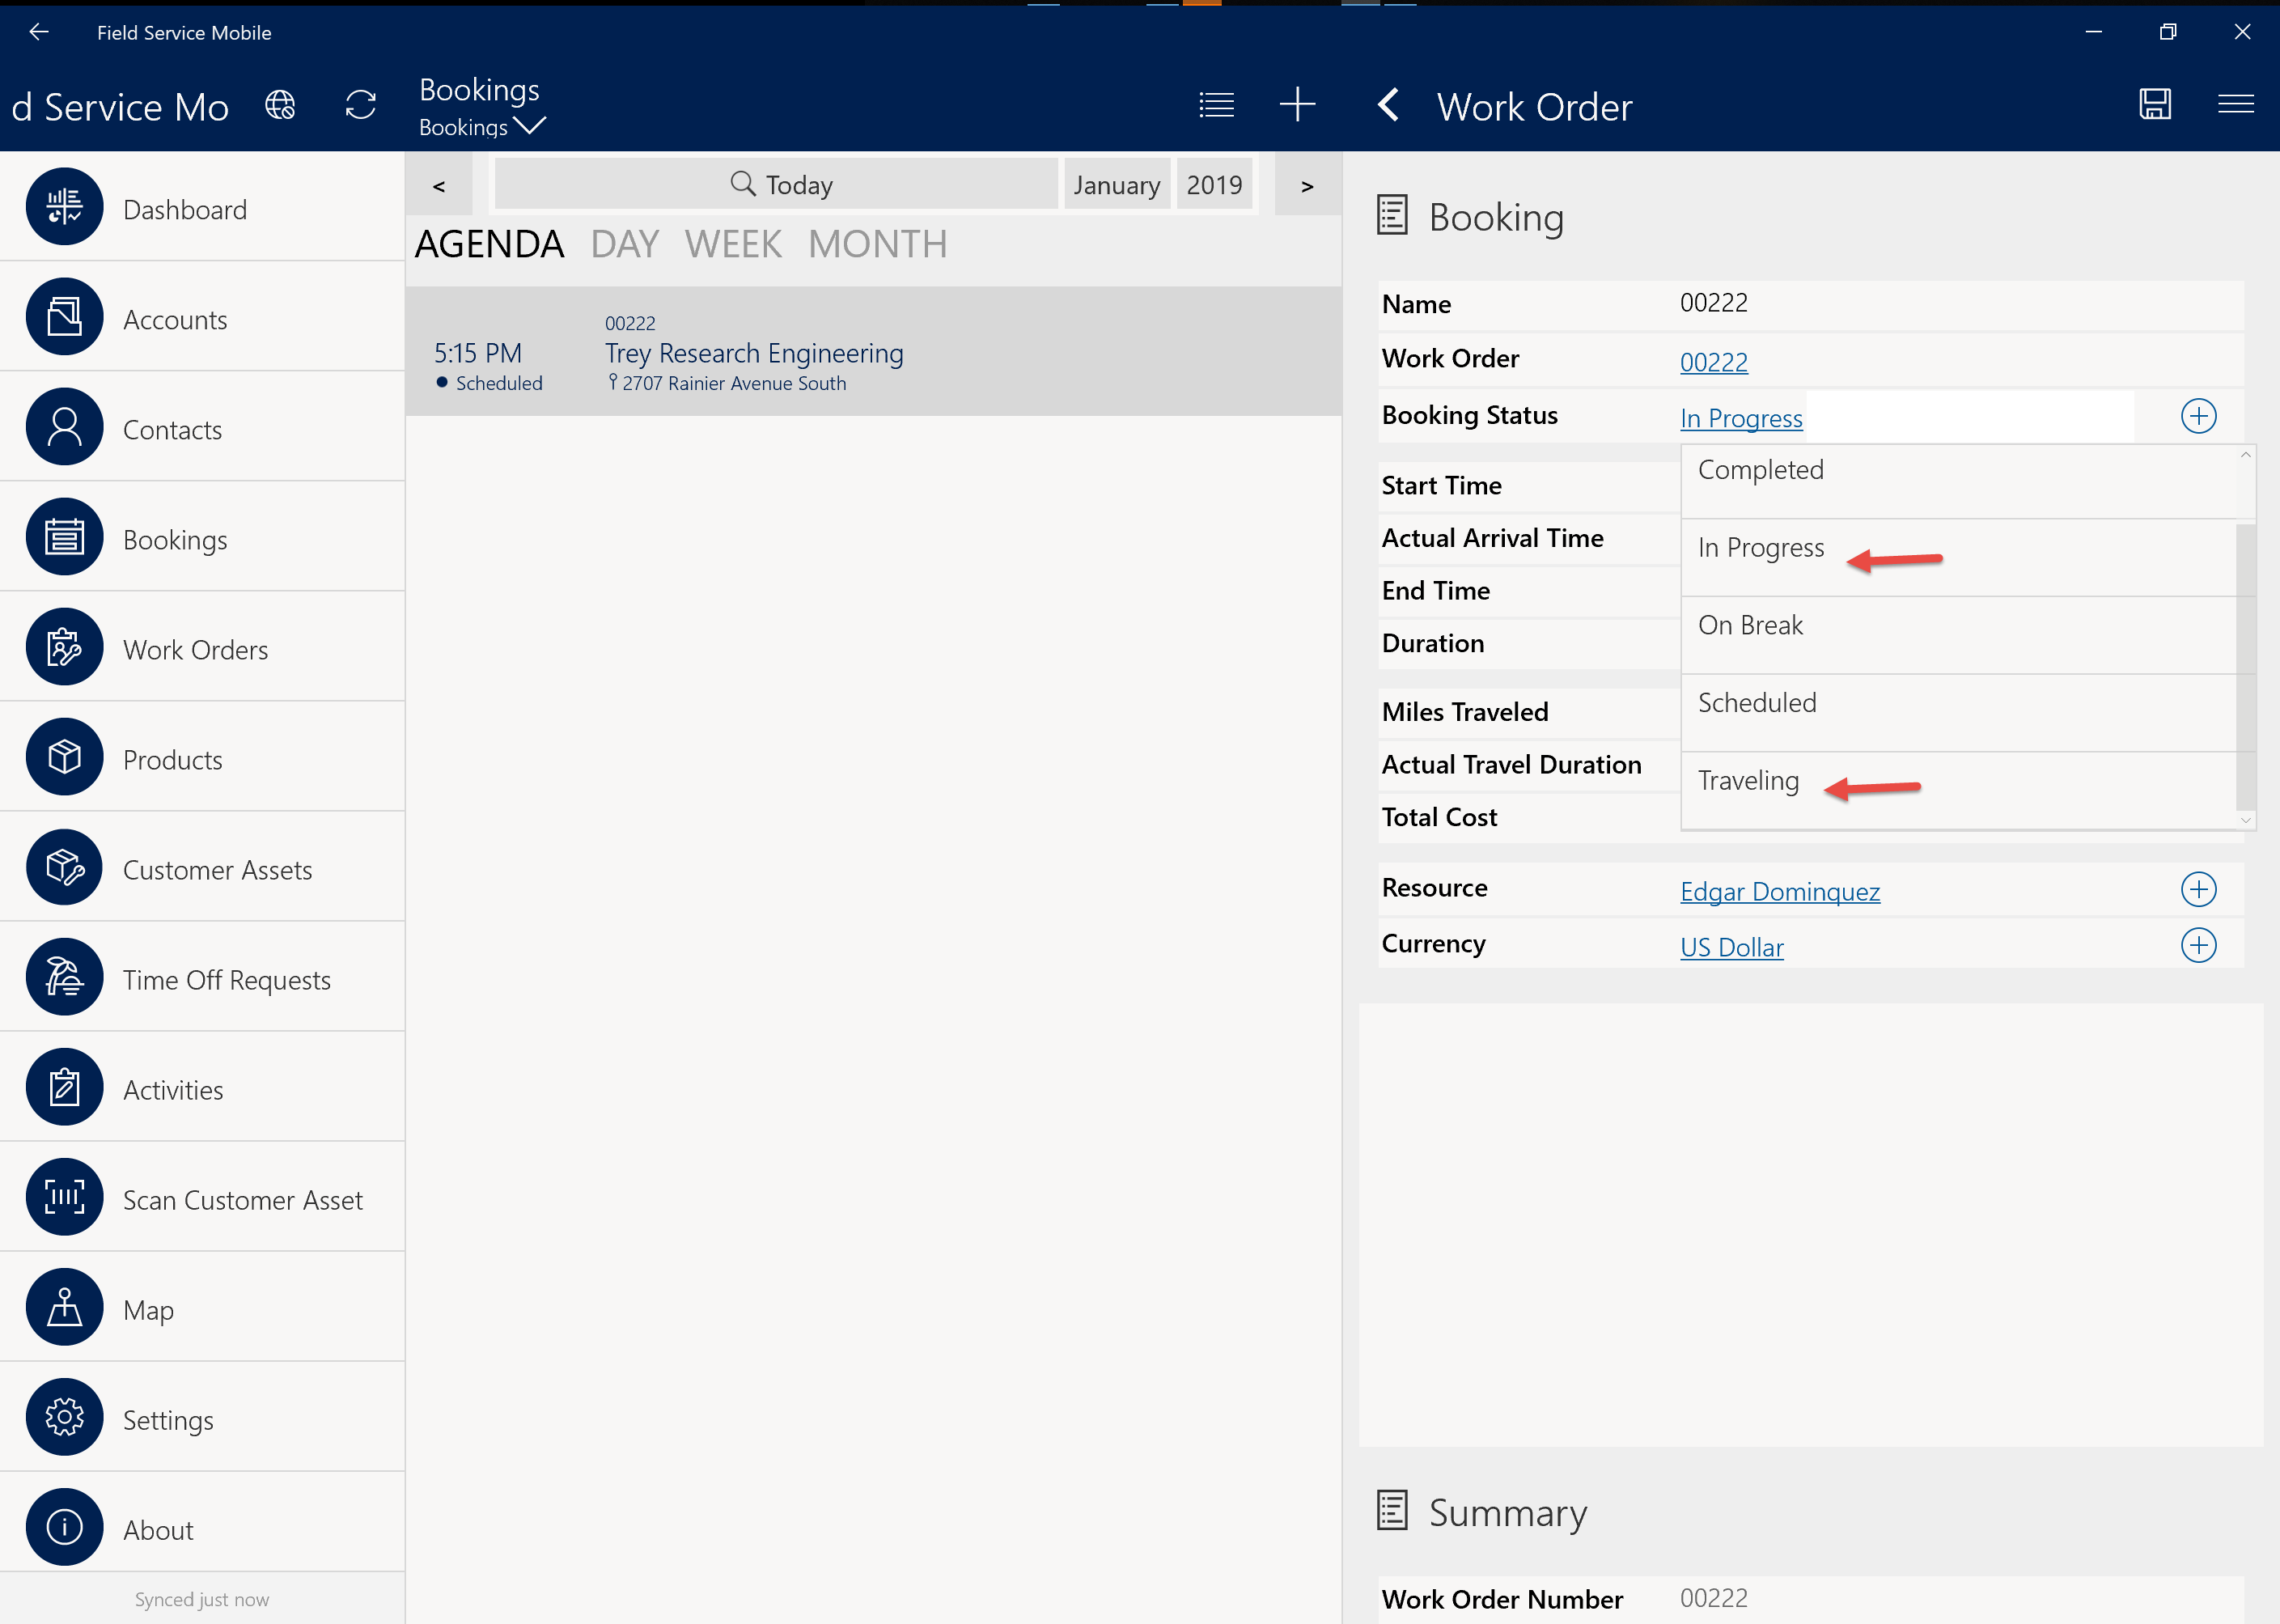 Field Service Mobile
d Service Mo
Bookings
Bookings
Work Order
Dashboard
Accounts
Contacts
Bookings
Work Orders
Products
Customer Assets
Time Off Requests
Activities
Scan Customer Asset
Map
Settings
About
Synced just now
< Today January 2019 >
AGENDA DAY WEEK MONTH
00222
5:15 PM Trey Research Engineering
Scheduled 2707 Rainier Avenue South
Booking
Name 00222
Work Order 00222
Booking Status In Progress
Completed
In Progress
On Break
Scheduled
Traveling
Start Time
Actual Arrival Time
End Time
Duration
Miles Traveled
Actual Travel Duration
Total Cost
Resource Edgar Dominquez
Currency US Dollar
Summary
Work Order Number 00222